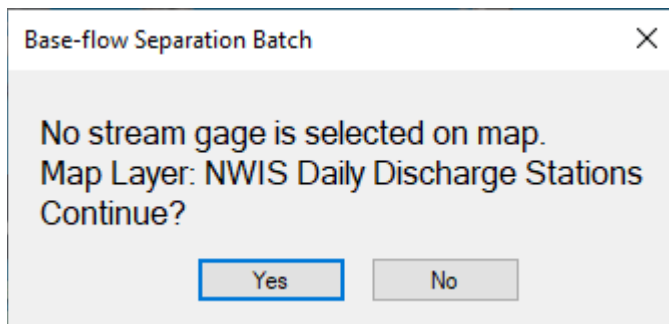 Base-flow Separation Batch
No stream gage is selected on map.
Map Layer: NWIS Daily Discharge Stations
Continue?
Yes No